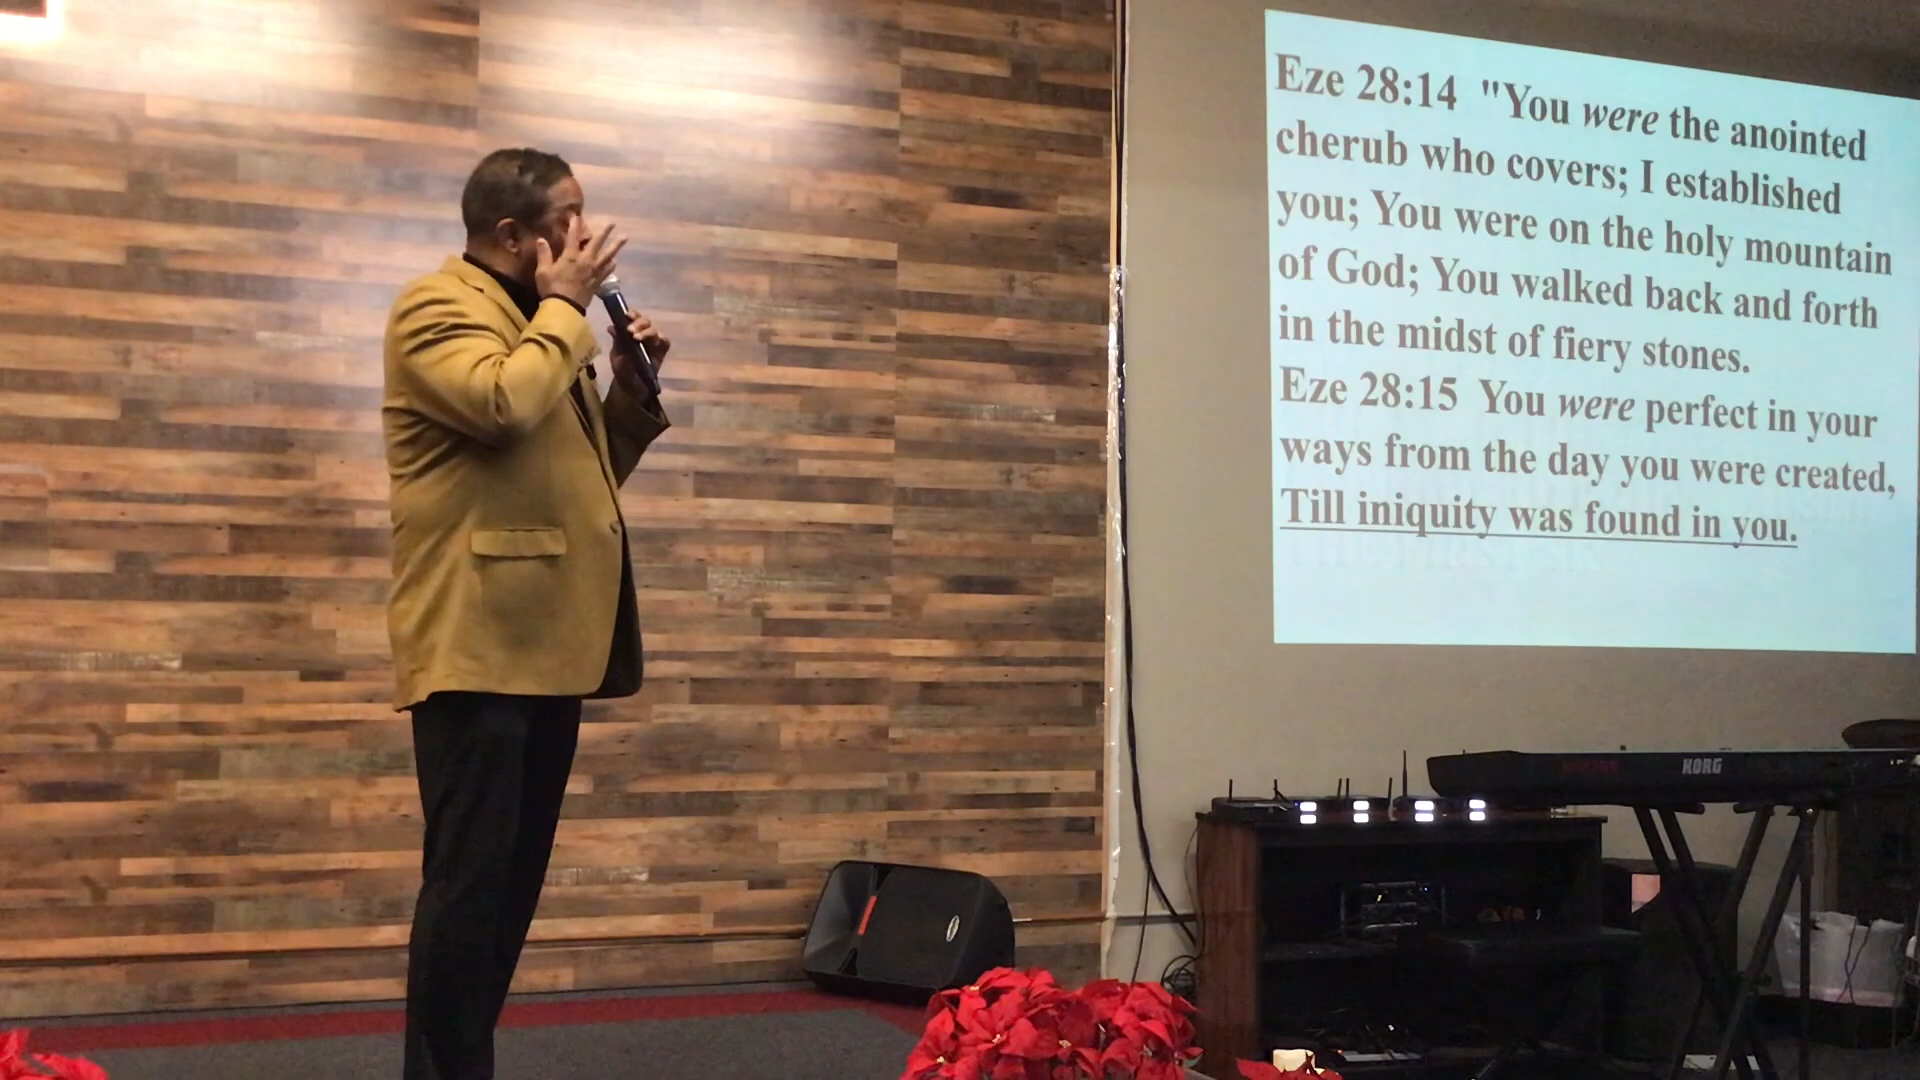 Eze 28:14 "You were the anointed
cherub who covers; I established
you; You were on the holy mountain
of God; You walked back and forth
in the midst of fiery stones.
Eze 28:15 You were perfect in your
ways from the day you were created,
Till iniquity was found in you.
KORG